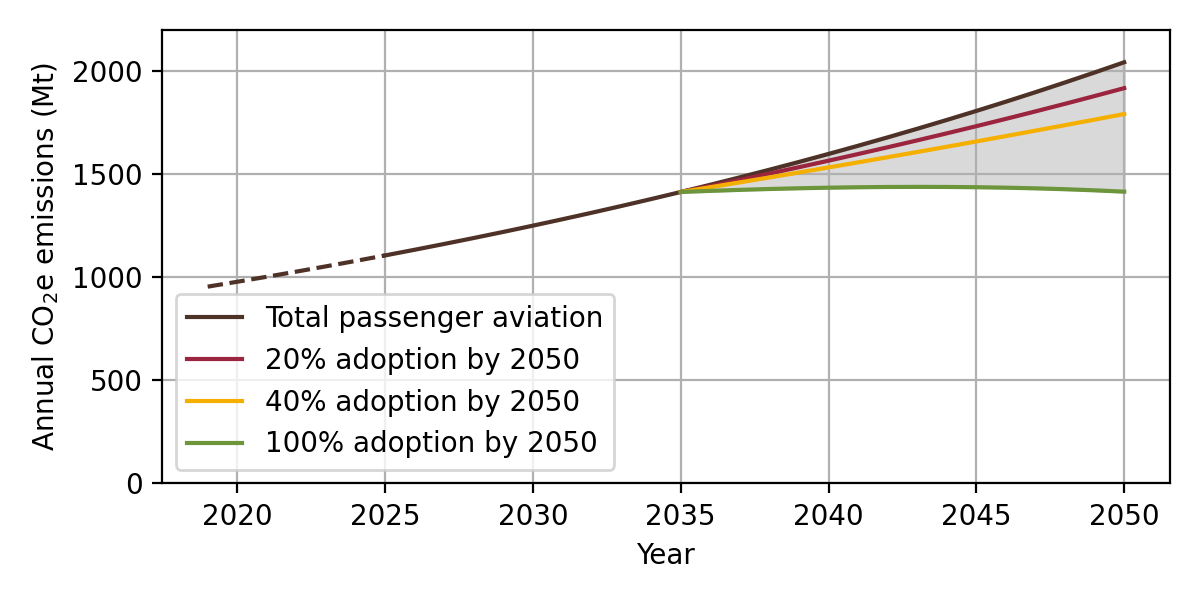 Annual CO₂e emissions (Mt)
2000
1500
1000
500
0
Total passenger aviation
20% adoption by 2050
40% adoption by 2050
100% adoption by 2050
2020 2025 2030 2035 2040 2045 2050
Year